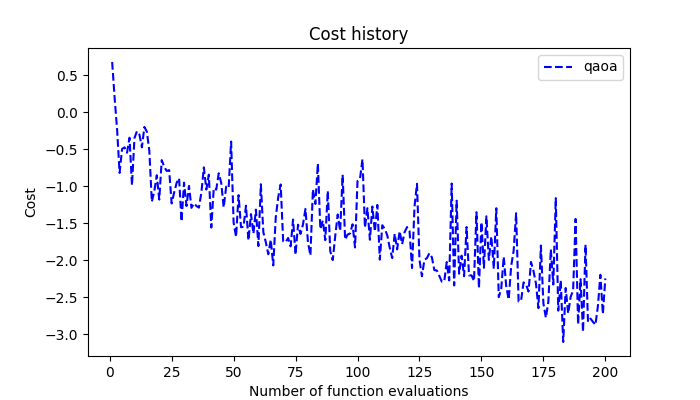 Cost history
qaoa
Cost
0.5
0.0
−0.5
−1.0
−1.5
−2.0
−2.5
−3.0
0 25 50 75 100 125 150 175 200
Number of function evaluations